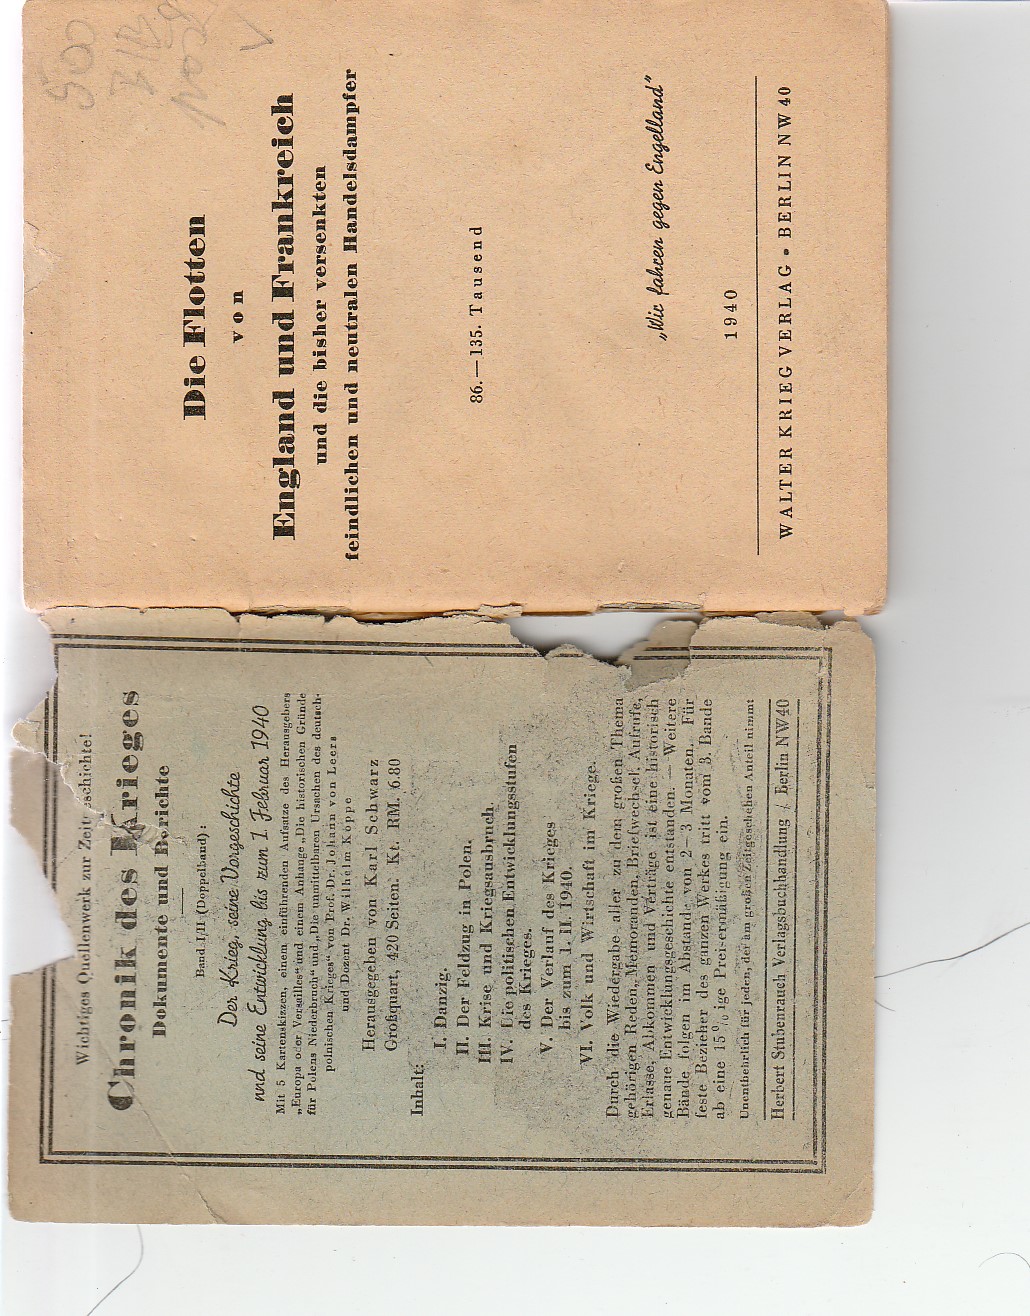 Wichtiges Quellenwerk zur Zeitgeschichte!
Chronik des Krieges
Dokumente und Berichte
Band I/II (Doppelband):
Der Krieg, seine Vorgeschichte
und seine Entwicklung bis zum 1. Februar 1940
Mit 5 Kartenskizzen, einem einführenden Aufsatze des Herausgebers
„Europa oder Versailles“ und einem Anhange „Die historischen Gründe
für Polens Niederbruch“ und „Die unmittelbaren Ursachen des deutsch-
polnischen Krieges“ von Prof. Dr. Johann von Leers
und Dozent Dr. Wilhelm Koppe
Herausgegeben von Karl Schwarz
Großquart, 420 Seiten. Kt. RM. 6.80
Inhalt:
I. Danzig.
II. Der Feldzug in Polen.
III. Krise und Kriegsausbruch.
IV. Die politischen Entwicklungsstufen
des Krieges.
V. Der Verlauf des Krieges
bis zum 1. II. 1940.
VI. Volk und Wirtschaft im Kriege.
Durch die Wiedergabe aller zu dem großen Thema
gehörigen Reden, Memoranden, Briefwechsel, Aufrufe,
Erlasse, Abkommen und Verträge ist eine historisch
genaue Entwicklungsgeschichte entstanden. — Weitere
Bände folgen im Abstande von 2—3 Monaten. Für
feste Bezieher des ganzen Werkes tritt vom 3. Bande
ab eine 15% ige Preisermäßigung ein.
Unentbehrlich für jeden, der am großen Zeitgeschehen Anteil nimmt
Herbert Stubenrauch Verlagsbuchhandlung / Berlin NW 40
500
V
Die Flotten
von
England und Frankreich
und die bisher versenkten
feindlichen und neutralen Handelsdampfer
86.—135. Tausend
„Wir fahren gegen Engelland“
1940
WALTER KRIEG VERLAG • BERLIN NW 40